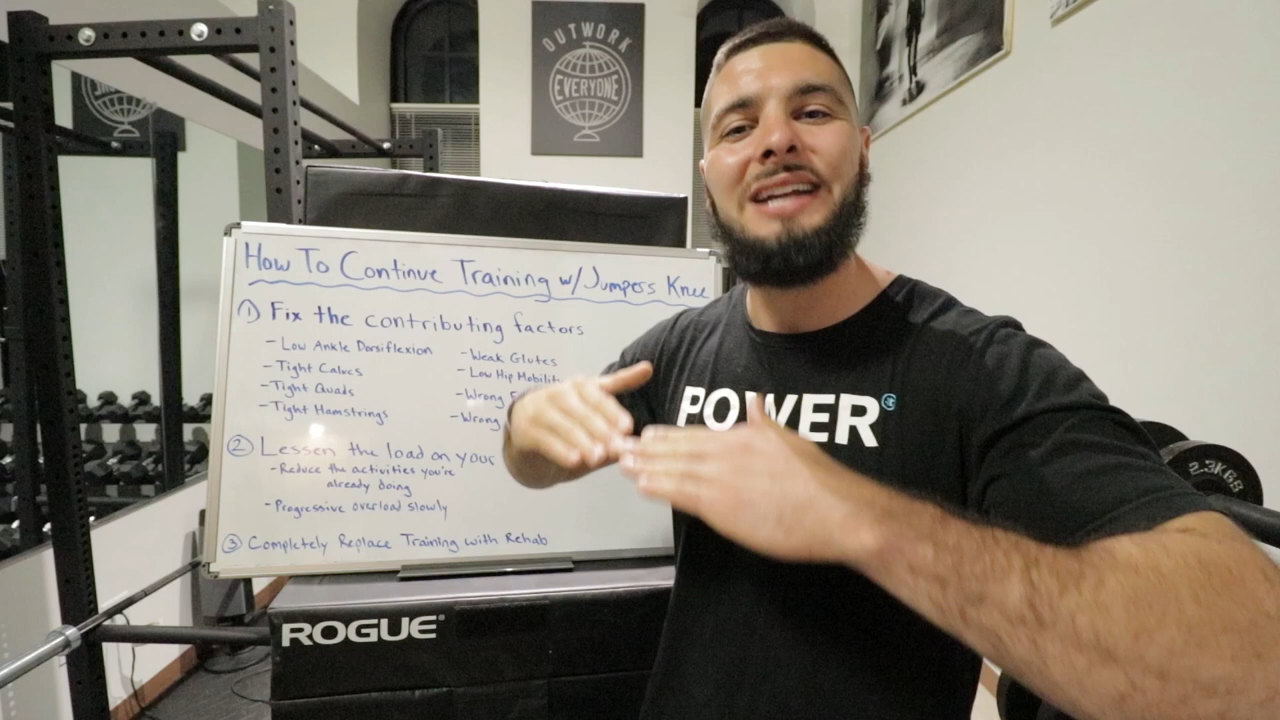 OUTWORK
EVERYONE
How To Continue Training w/Jumpers Knee
① Fix the contributing factors
- Low Ankle Dorsiflexion
- Tight Calves
- Tight Quads
- Tight Hamstrings
- Weak Glutes
- Low Hip
- Wrong
- Wrong
② Lessen the load on your
- Reduce the activities you're
already doing
- Progressive overload slowly
③ Completely Replace Training with Rehab
POWER
ROGUE®
2.3KGS